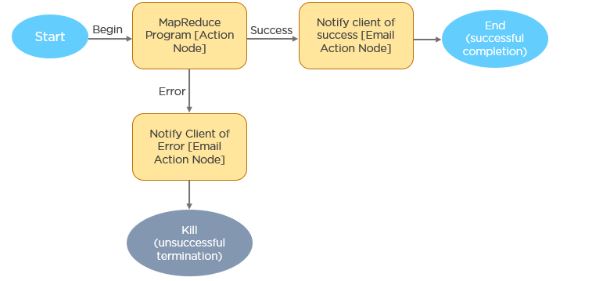 Start
Begin
MapReduce
Program [Action
Node]
Success
Notify client of
success [Email
Action Node]
End
(successful
completion)
Error
Notify Client of
Error [Email
Action Node]
Kill
(unsuccessful
termination)